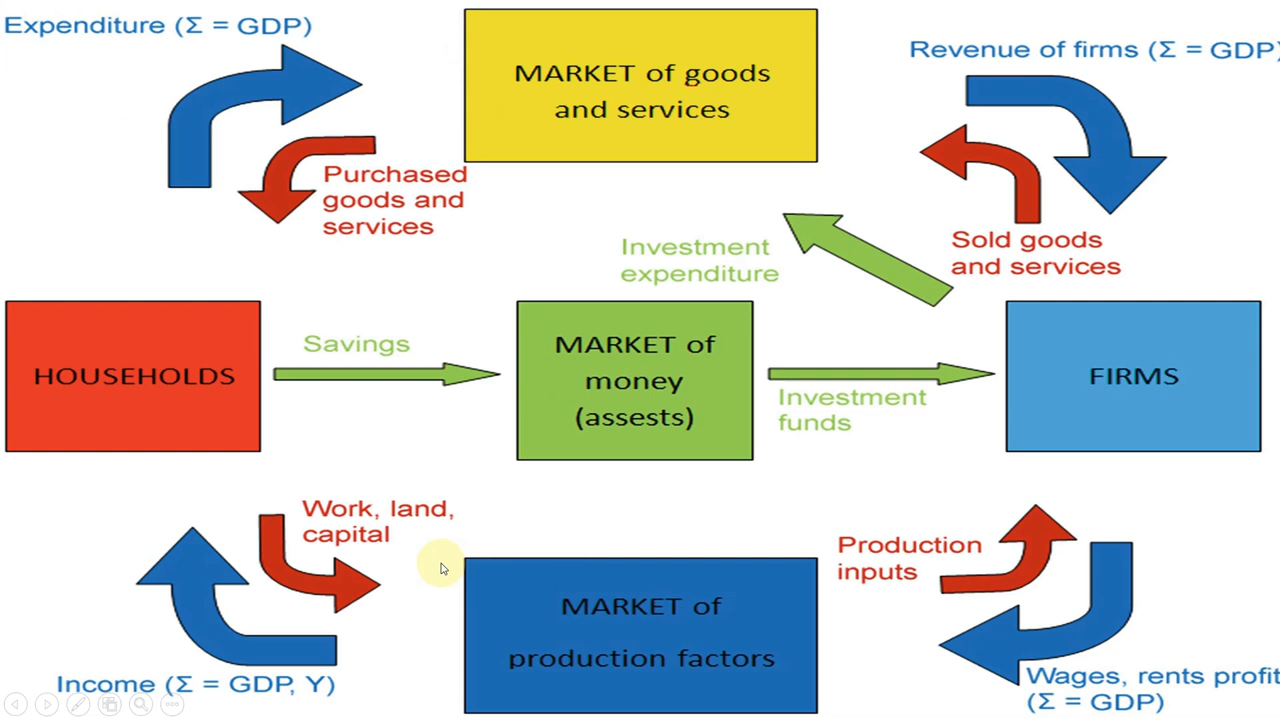 Expenditure (Σ = GDP)
MARKET of goods
and services
Revenue of firms (Σ = GDP)
Purchased
goods and
services
Sold goods
and services
Investment
expenditure
HOUSEHOLDS
Savings
MARKET of
money
(assests)
Investment
funds
FIRMS
Work, land,
capital
Production
inputs
MARKET of
production factors
Income (Σ = GDP, Y)
Wages, rents profit
(Σ = GDP)